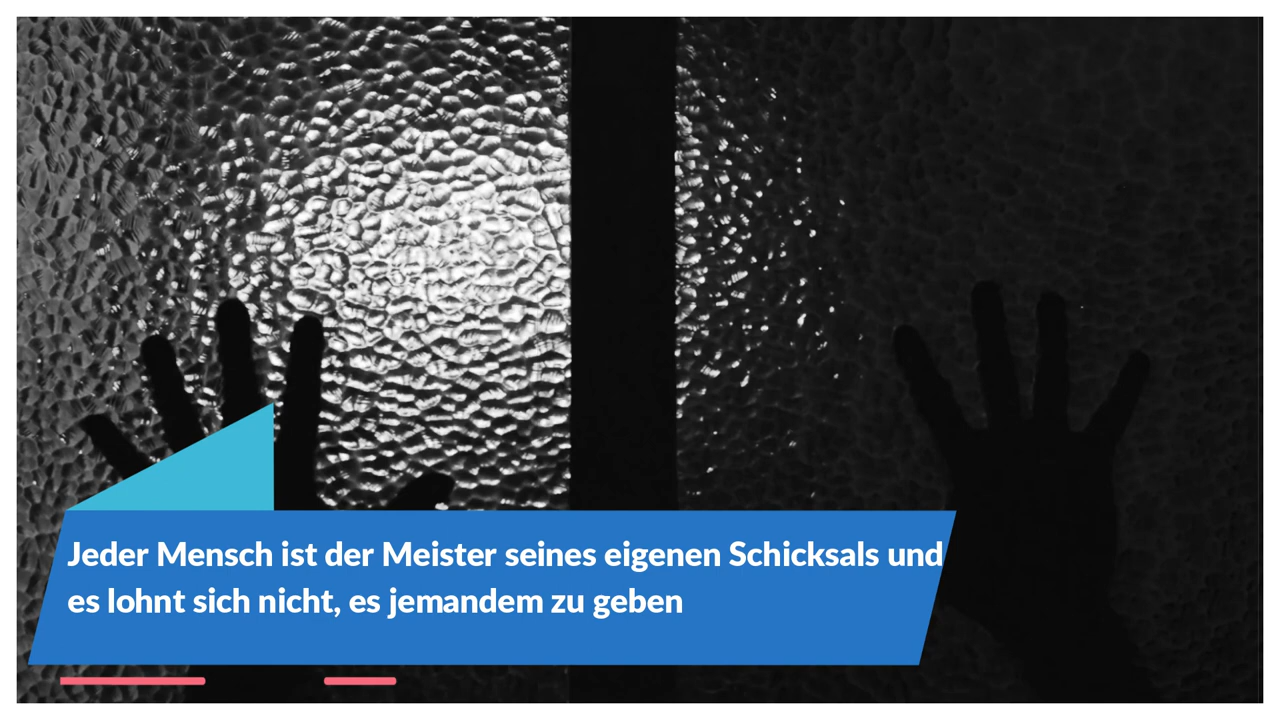 Jeder Mensch ist der Meister seines eigenen Schicksals und
es lohnt sich nicht, es jemandem zu geben